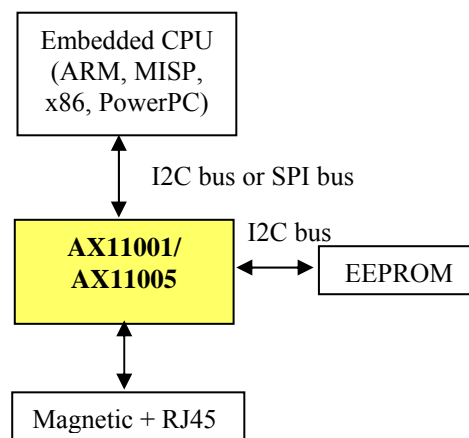 Embedded CPU
(ARM, MISP,
x86, PowerPC)
I2C bus or SPI bus
AX11001/
AX11005
I2C bus
EEPROM
Magnetic + RJ45